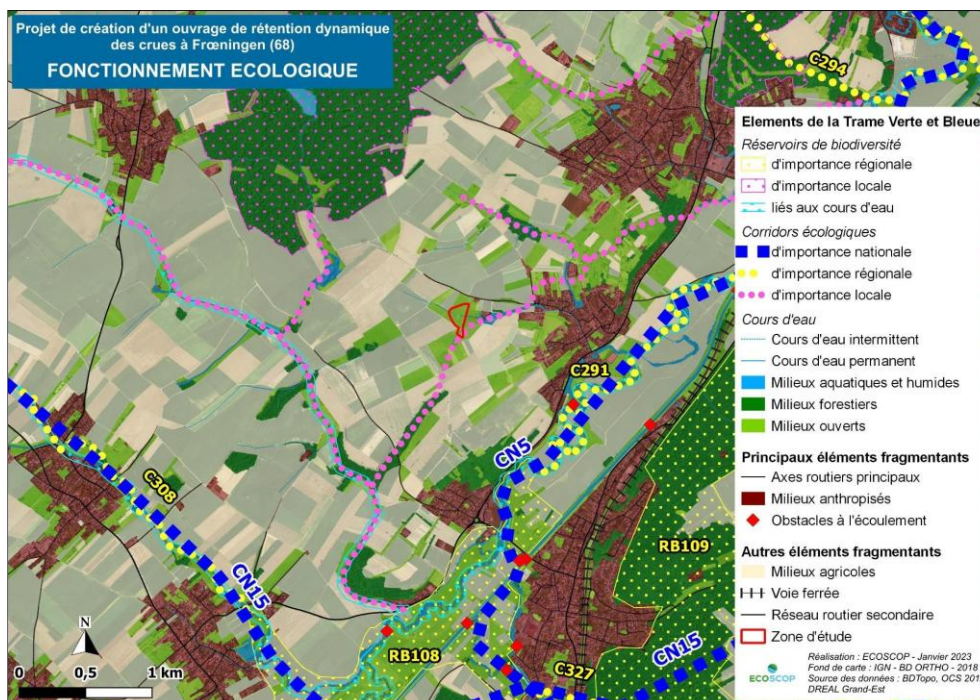 Projet de création d'un ouvrage de rétention dynamique
des crues à Frœningen (68)
FONCTIONNEMENT ECOLOGIQUE
C294
C291
CN5
C308
CN15
RB109
RB108
C327
CN15
N
0 0,5 1 km
Elements de la Trame Verte et Bleue
Réservoirs de biodiversité
d'importance régionale
d'importance locale
liés aux cours d'eau
Corridors écologiques
d'importance nationale
d'importance régionale
d'importance locale
Cours d'eau
Cours d'eau intermittent
Cours d'eau permanent
Milieux aquatiques et humides
Milieux forestiers
Milieux ouverts
Principaux éléments fragmentants
Axes routiers principaux
Milieux anthropisés
Obstacles à l'écoulement
Autres éléments fragmentants
Milieux agricoles
Voie ferrée
Réseau routier secondaire
Zone d'étude
ECOSCOP
Réalisation : ECOSCOP - Janvier 2023
Fond de carte : IGN - BD ORTHO - 2018
Source des données : BDTopo, OCS
DREAL Grand-Est